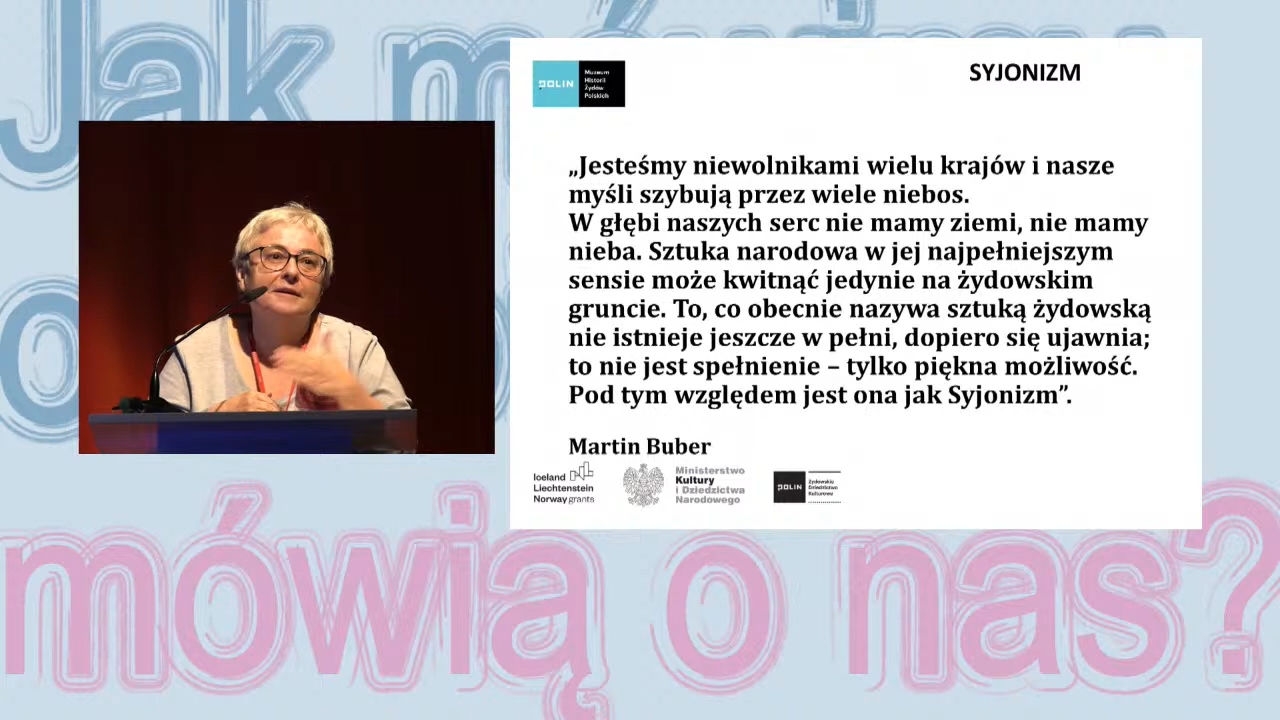 Jak mówimy
o
mówią o nas?
POLIN
Muzeum
Historii
Żydów
Polskich
SYJONIZM
„Jesteśmy niewolnikami wielu krajów i nasze
myśli szybują przez wiele niebos.
W głębi naszych serc nie mamy ziemi, nie mamy
nieba. Sztuka narodowa w jej najpełniejszym
sensie może kwitnąć jedynie na żydowskim
gruncie. To, co obecnie nazywa sztuką żydowską
nie istnieje jeszcze w pełni, dopiero się ujawnia;
to nie jest spełnienie – tylko piękna możliwość.
Pod tym względem jest ona jak Syjonizm”.
Martin Buber
Iceland
Liechtenstein
Norway grants
Ministerstwo
Kultury
i Dziedzictwa
Narodowego
POLIN
Żydowskie
Dziedzictwo
Kulturowe